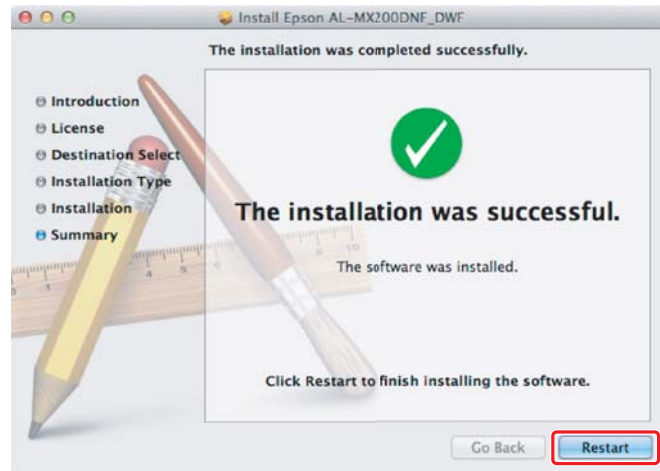 Install Epson AL-MX200DNF_DWF
The installation was completed successfully.
Introduction
License
Destination Select
Installation Type
Installation
Summary
The installation was successful.
The software was installed.
Click Restart to finish installing the software.
Go Back
Restart